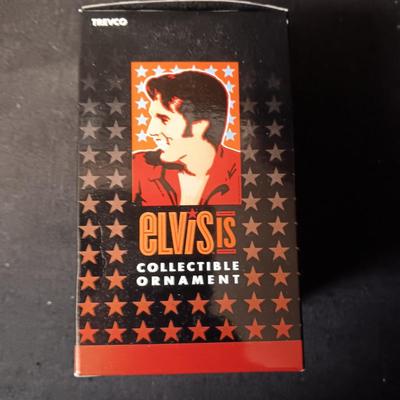 TREVCO
ELViS iS
COLLECTIBLE
ORNAMENT